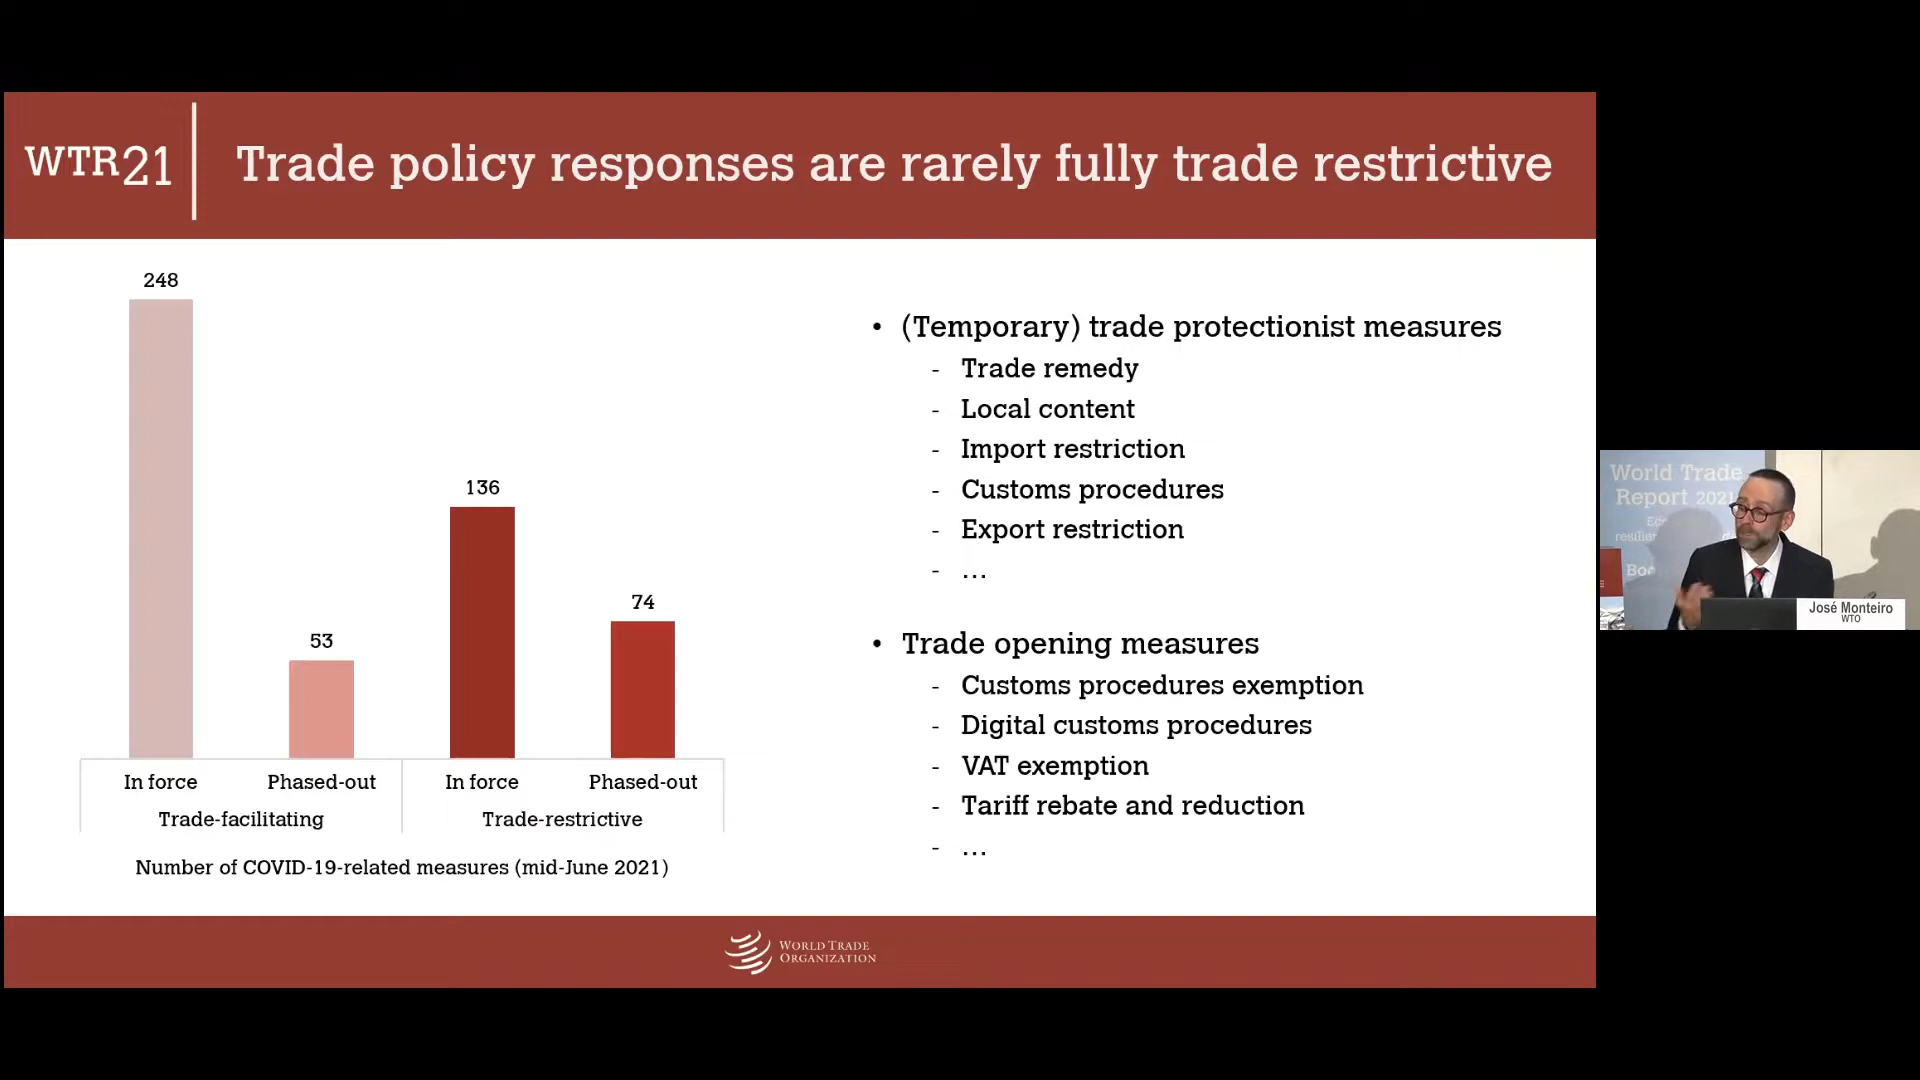 WTR21
Trade policy responses are rarely fully trade restrictive
248
53
136
74
In force
Phased-out
In force
Phased-out
Trade-facilitating
Trade-restrictive
Number of COVID-19-related measures (mid-June 2021)
• (Temporary) trade protectionist measures
- Trade remedy
- Local content
- Import restriction
- Customs procedures
- Export restriction
- ...
• Trade opening measures
- Customs procedures exemption
- Digital customs procedures
- VAT exemption
- Tariff rebate and reduction
- ...
WORLD TRADE
ORGANIZATION
World Trade
Report 2021
José Monteiro
WTO